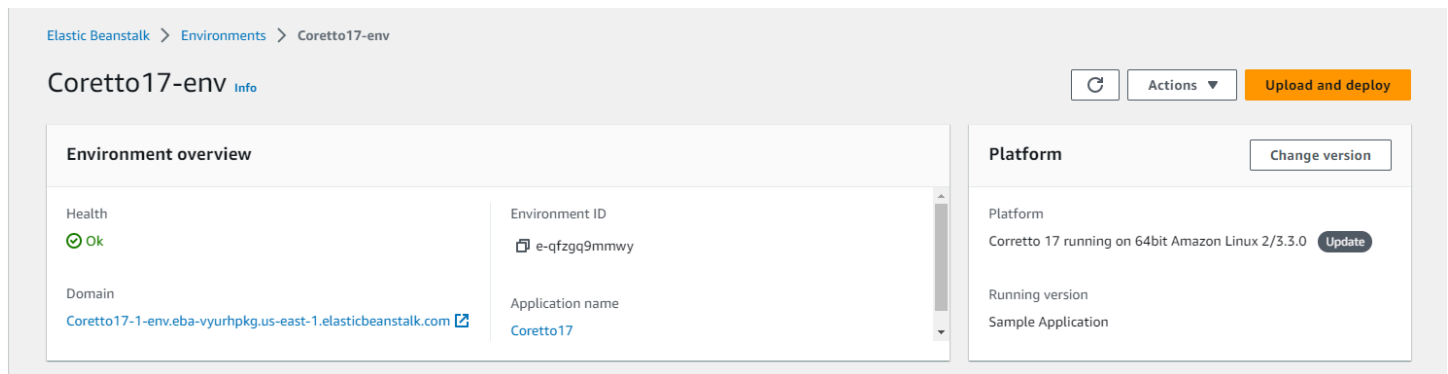 Elastic Beanstalk > Environments > Coretto17-env
Coretto17-env Info
Actions ▼
Upload and deploy
Environment overview
Health
Ok
Domain
Coretto17-1-env.eba-vyurhpkg.us-east-1.elasticbeanstalk.com
Environment ID
e-qfzgq9mmwy
Application name
Coretto17
Platform
Change version
Platform
Corretto 17 running on 64bit Amazon Linux 2/3.3.0 Update
Running version
Sample Application